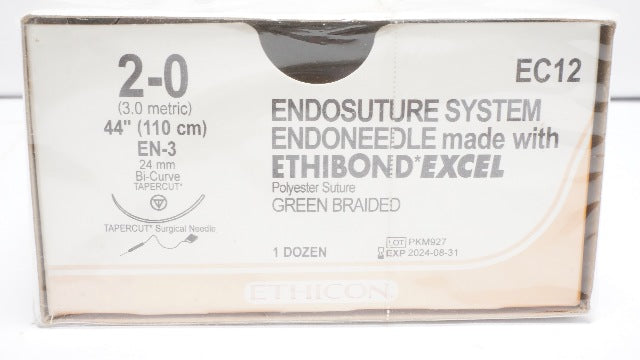 2-0
(3.0 metric)
44" (110 cm)
EN-3
24 mm
Bi-Curve
TAPERCUT*
TAPERCUT* Surgical Needle
EC12
ENDOSUTURE SYSTEM
ENDONEEDLE made with
ETHIBOND*EXCEL
Polyester Suture
GREEN BRAIDED
1 DOZEN
LOT PKM927
EXP 2024-08-31
ETHICON